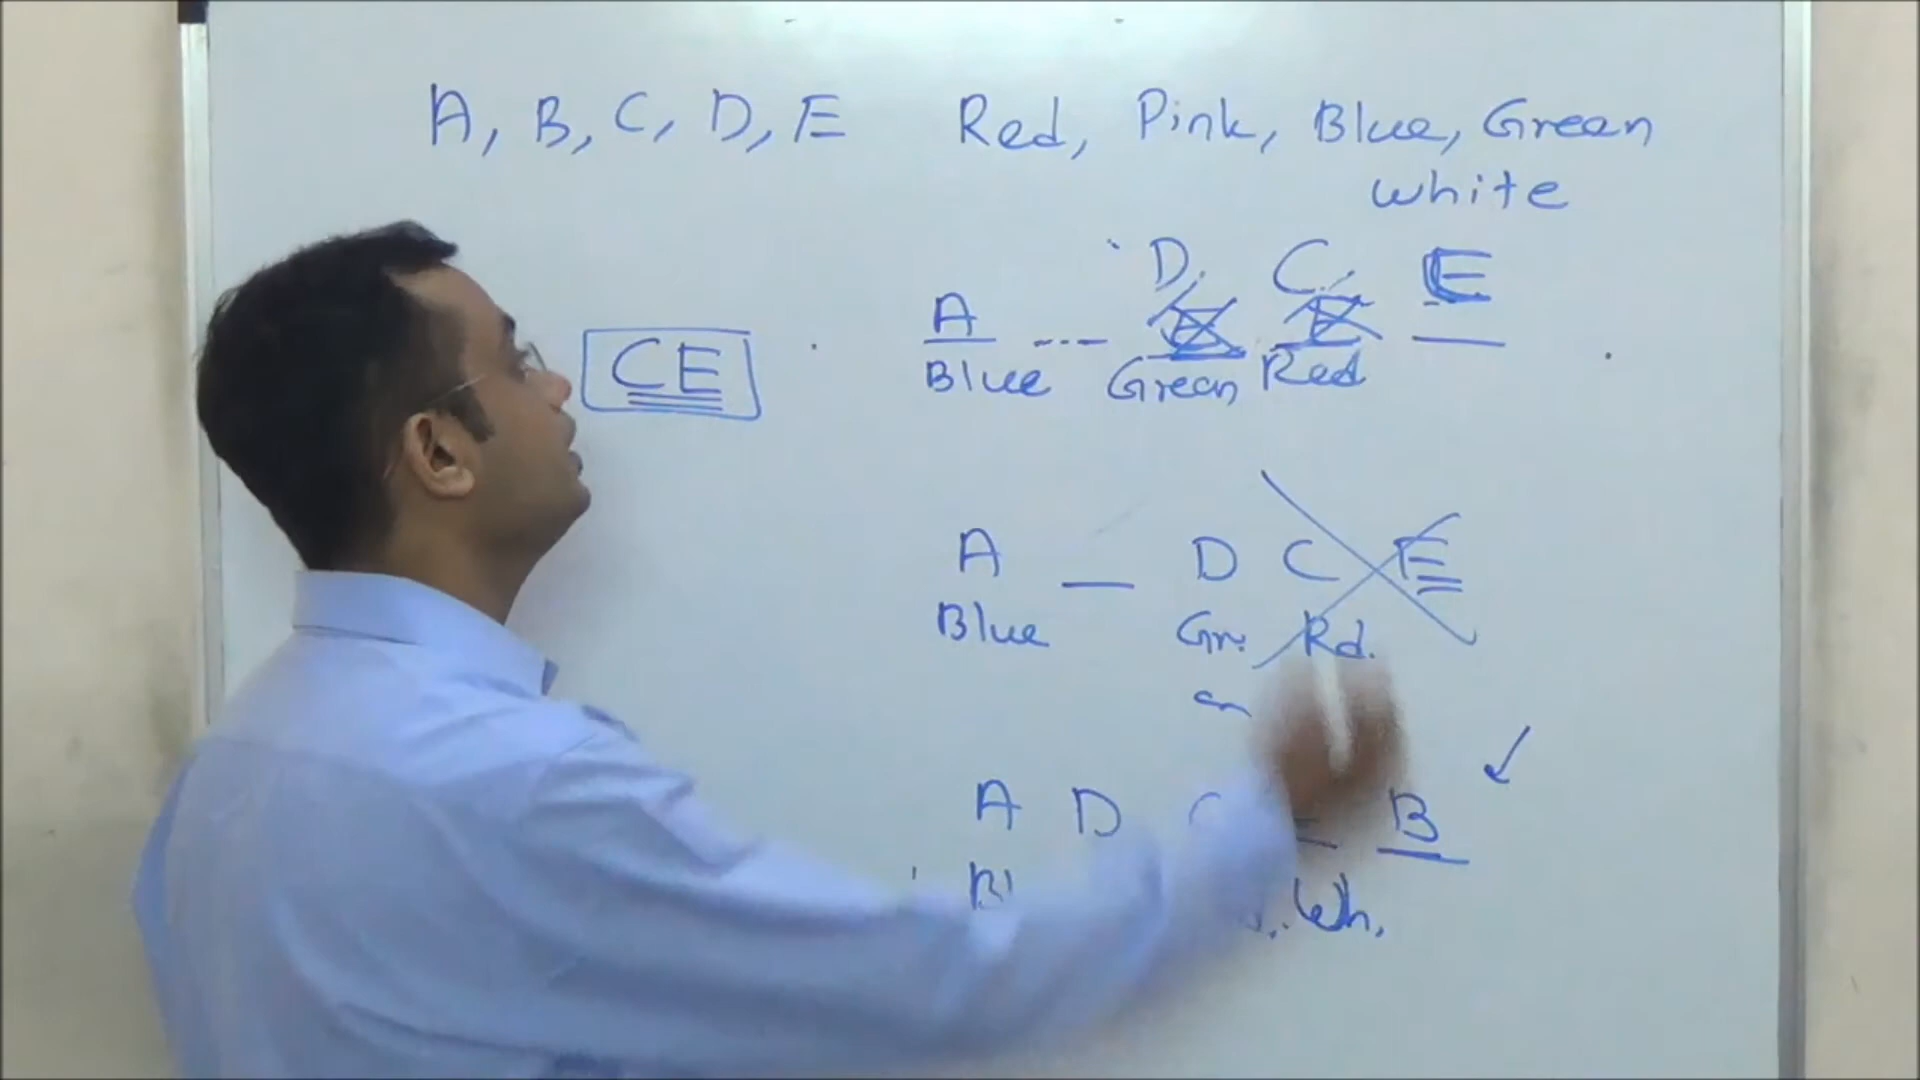 A, B, C, D, E Red, Pink, Blue, Green
White
D C E
CE
A
Blue Green Red
A D C E
Blue Gr. Rd.
A D B
Wh.